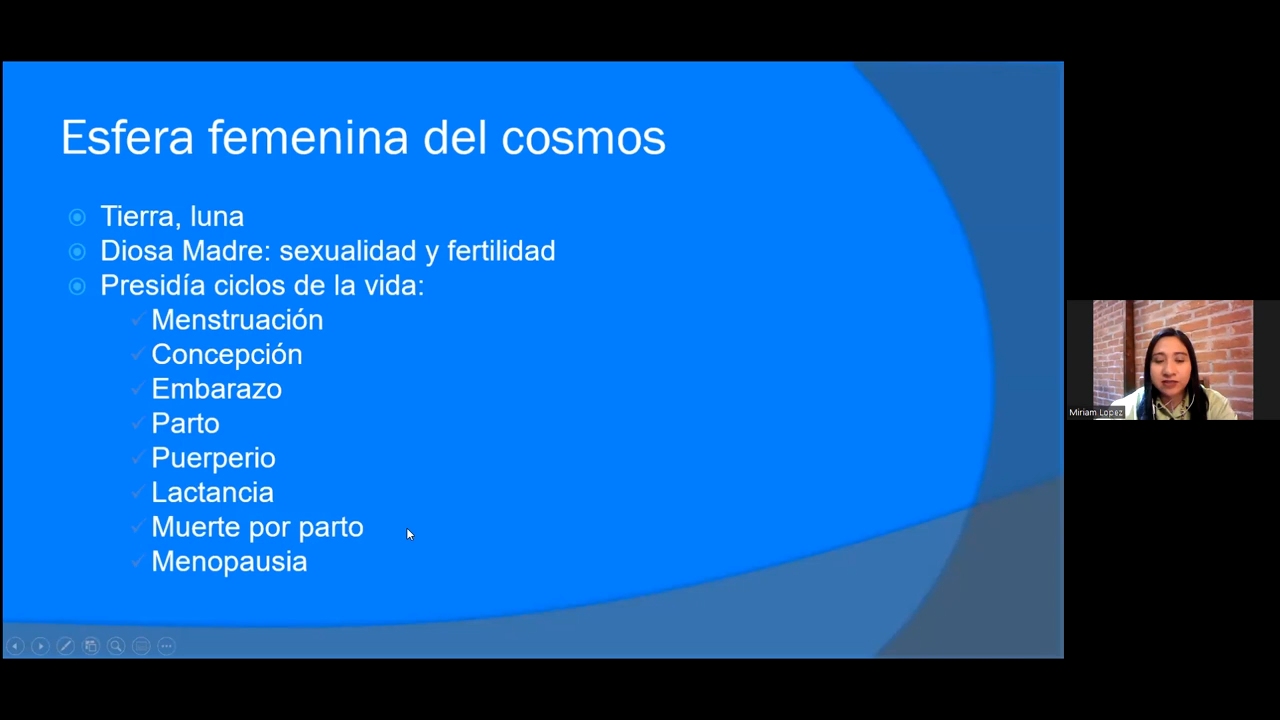 Esfera femenina del cosmos
Tierra, luna
Diosa Madre: sexualidad y fertilidad
Presidía ciclos de la vida:
Menstruación
Concepción
Embarazo
Parto
Puerperio
Lactancia
Muerte por parto
Menopausia
Miriam Lopez